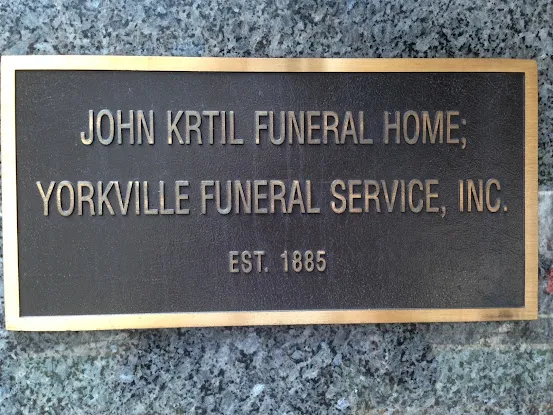 JOHN KRTIL FUNERAL HOME;
YORKVILLE FUNERAL SERVICE, INC.
EST. 1885